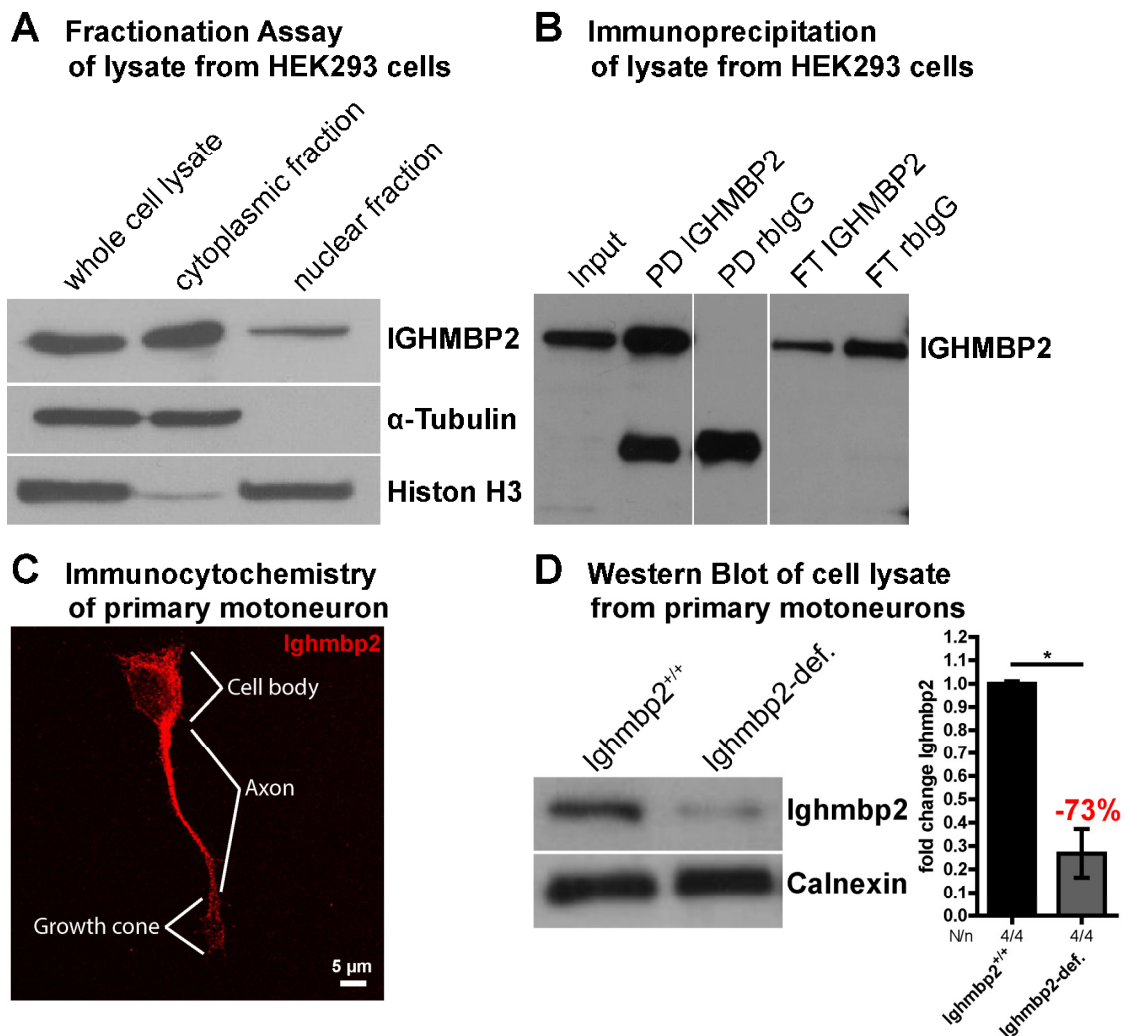 A Fractionation Assay
of lysate from HEK293 cells
whole cell lysate
cytoplasmic fraction
nuclear fraction
IGHMBP2
α-Tubulin
Histon H3
B Immunoprecipitation
of lysate from HEK293 cells
Input
PD IGHMBP2
PD rbIgG
FT IGHMBP2
FT rbIgG
IGHMBP2
C Immunocytochemistry
of primary motoneuron
Ighmbp2
Cell body
Axon
Growth cone
5 µm
D Western Blot of cell lysate
from primary motoneurons
Ighmbp2+/+
Ighmbp2-def.
Ighmbp2
Calnexin
fold change Ighmbp2
1.2
1.1
1.0
0.9
0.8
0.7
0.6
0.5
0.4
0.3
0.2
0.1
0.0
*
-73%
N/n 4/4 4/4
Ighmbp2+/+
Ighmbp2-def.